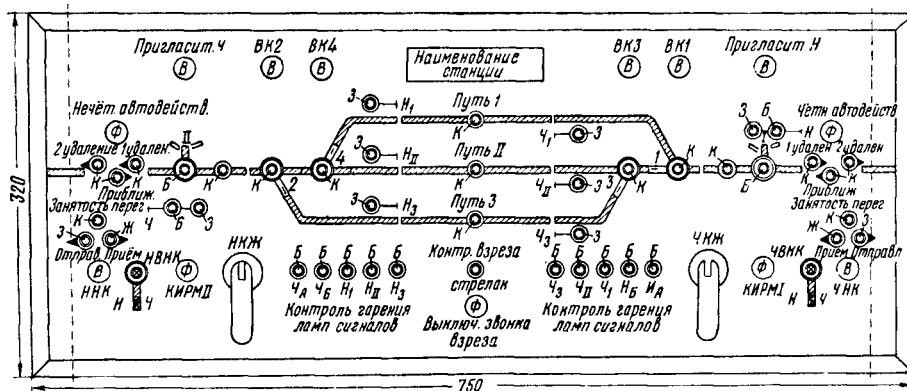 Пригласит. Ч
ВК2
ВК4
Наименование станции
ВК3
ВК1
Пригласит Н
В
В
В
В
В
В
Нечёт. автодейств.
З
Н₁
Путь 1
К
Ч₁
З
З
Б
К
Чётн автодейств
Ф
II
Ф
2 удаление
1 удален.
З
НII
4
Путь II
1
К
К
1 удален
2 удален
К
К
К
Б
К
К
2
К
К
ЧII
З
3
К
Б
К
К
К
Приближ.
Приближ
Занятость перег
Ч
Б
З
З
Н₃
Путь 3
К
Ч₃
З
Занятость перег
К
З
Ж
К
Ж
З
Отправ.
Приём
НВНК
НКЖ
Контр. взреза
стрелок
ЧКЖ
ЧВНК
Приём
Отправл
В
ННК
Ф
КИРМII
Н
Ч
Б
Б
Б
Б
Б
ЧА
ЧБ
Н₁
НII
Н₃
Б
Б
Б
Б
Б
Ч₃
ЧII
Ч₁
НБ
ИА
Ф
КИРМI
Н
Ч
В
ЧНК
Контроль гарения
ламп сигналов
Ф
Выключ. звонка
взреза
Контроль гарения
ламп сигналов
320
750